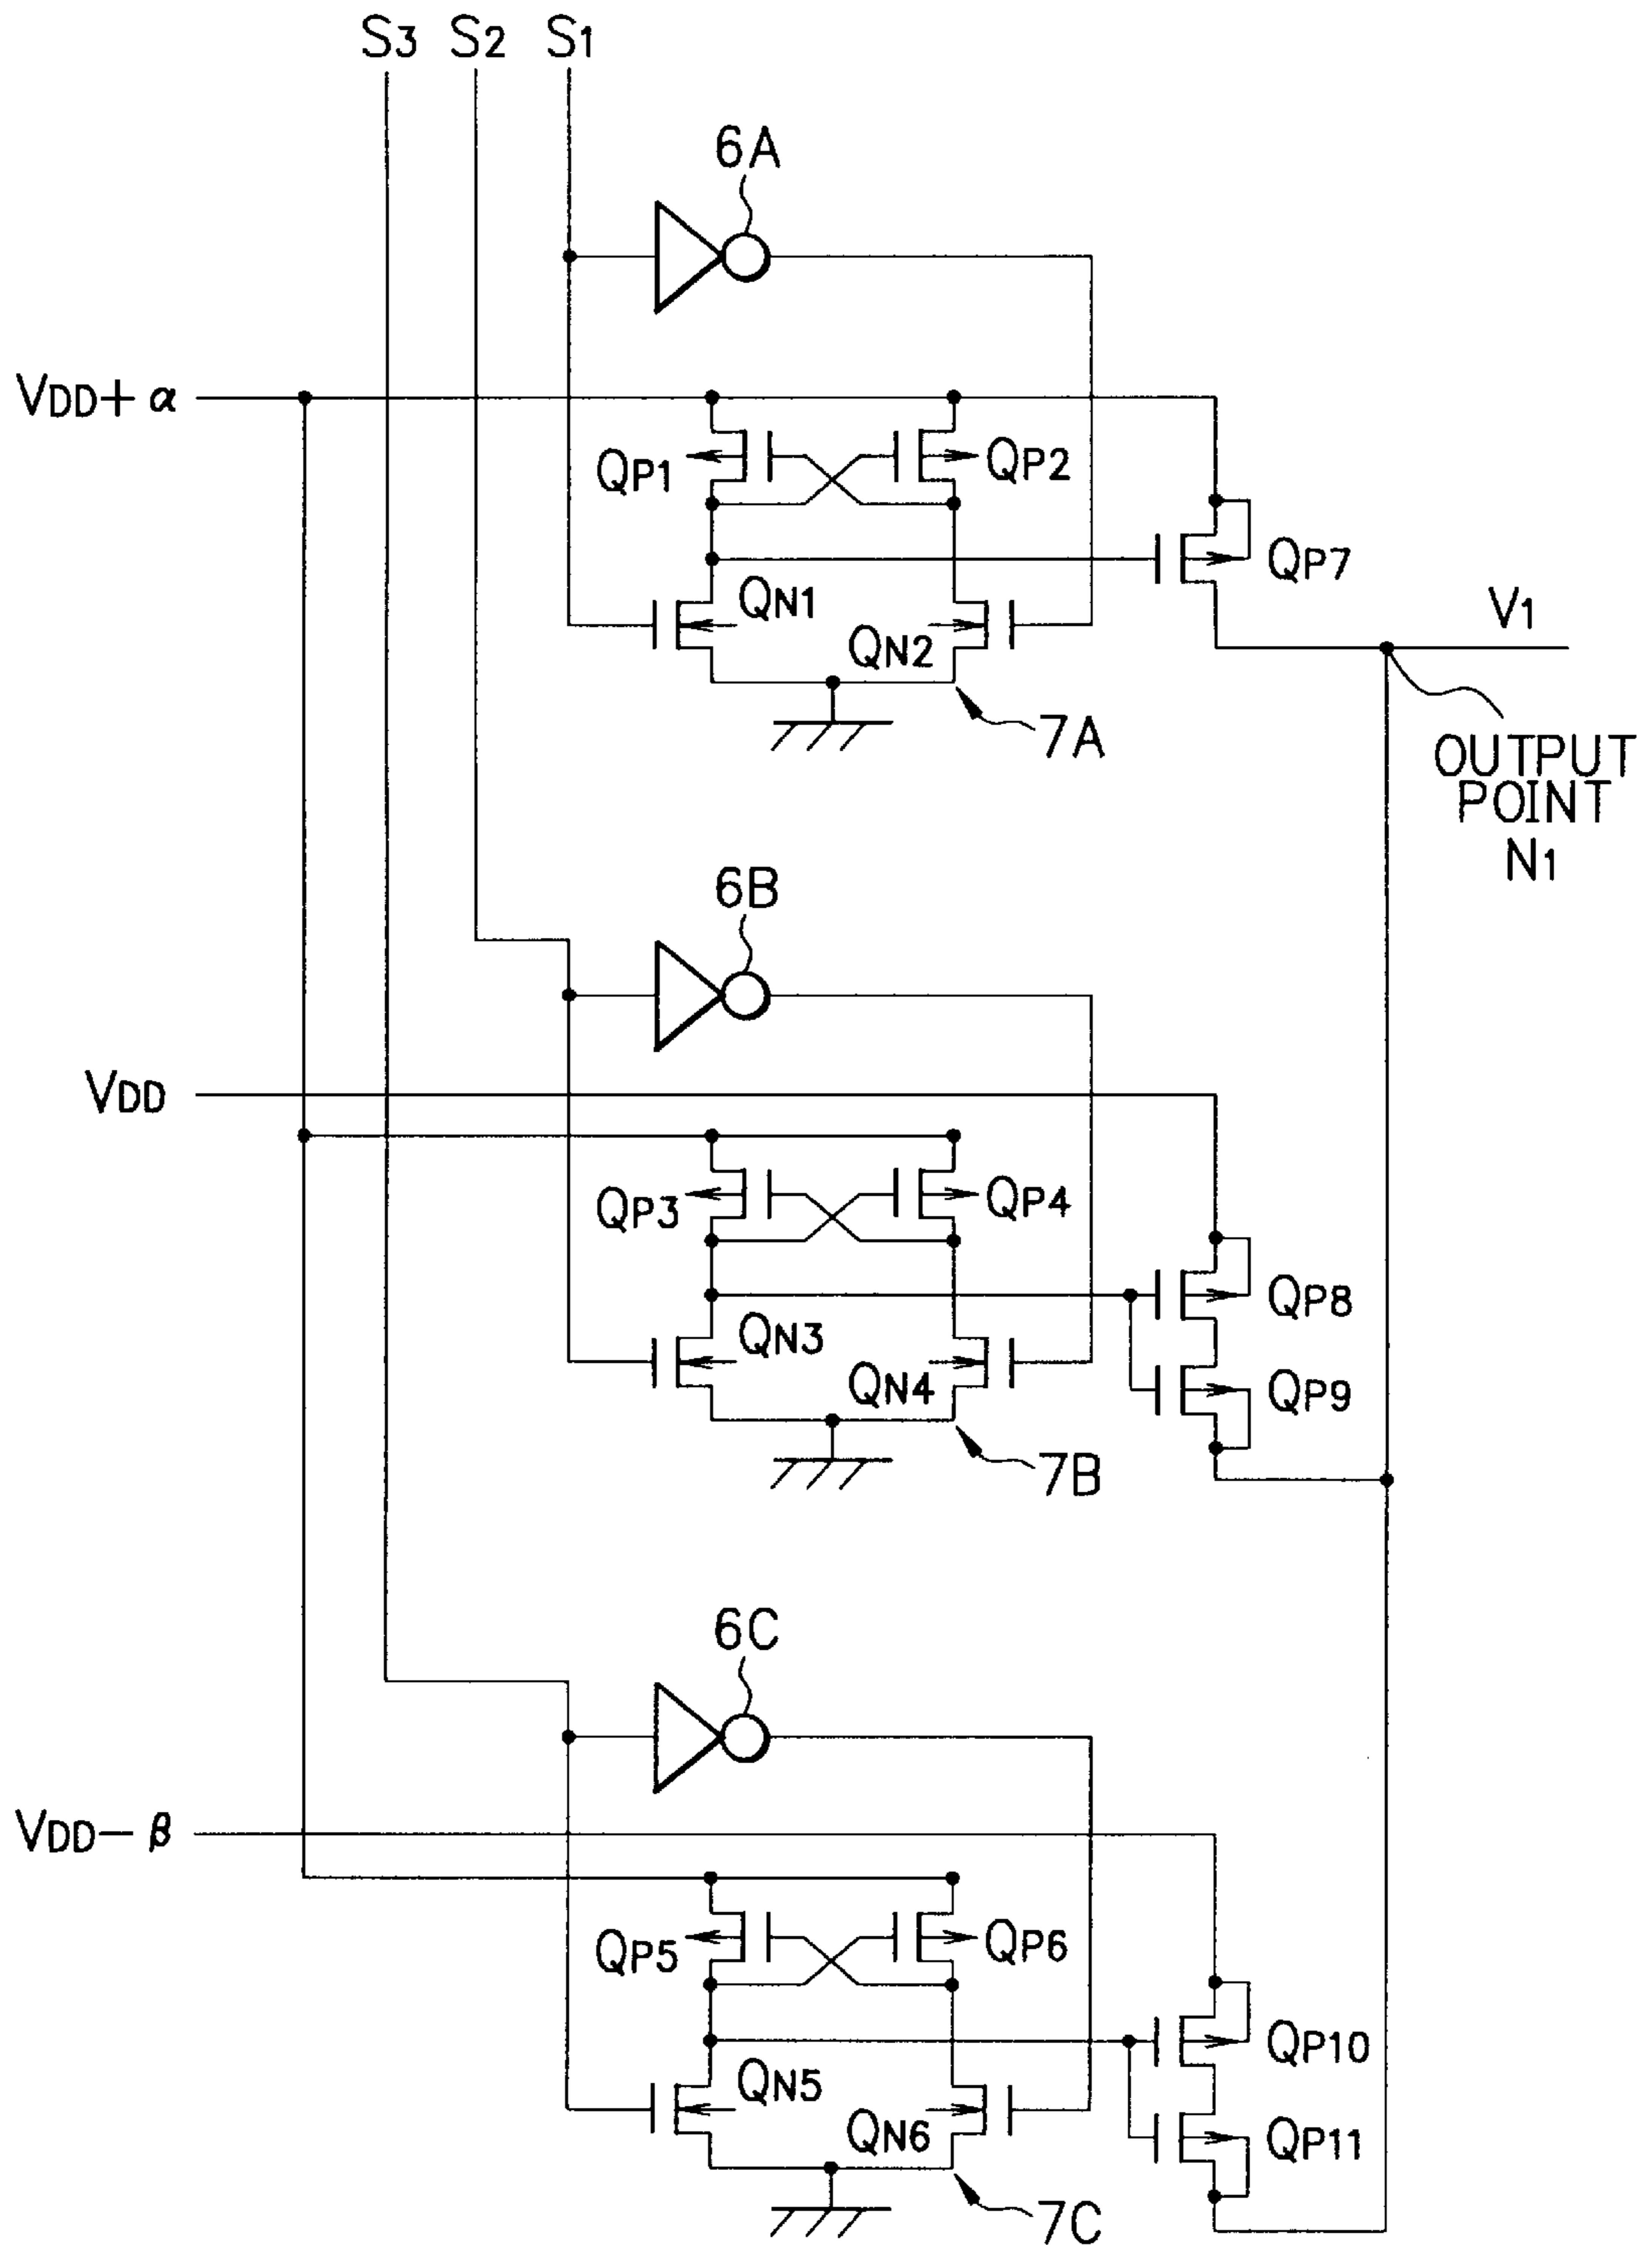 S3 S2 S1
6A
VDD+α
QP1 QP2
QP7
QN1
V1
QN2
7A
OUTPUT
POINT
N1
6B
VDD
QP3 QP4
QP8
QN3
QN4 QP9
7B
6C
VDD−β
QP5 QP6
QP10
QN5
QN6 QP11
7C